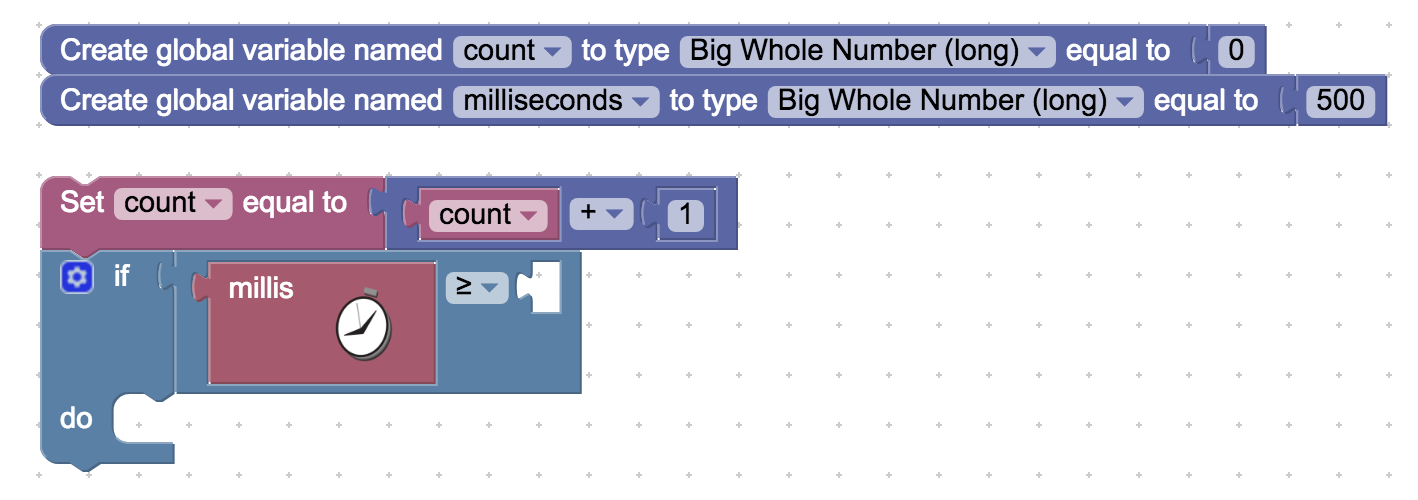 Create global variable named count to type Big Whole Number (long) equal to 0
Create global variable named milliseconds to type Big Whole Number (long) equal to 500
Set count equal to count + 1
if millis ≥
do